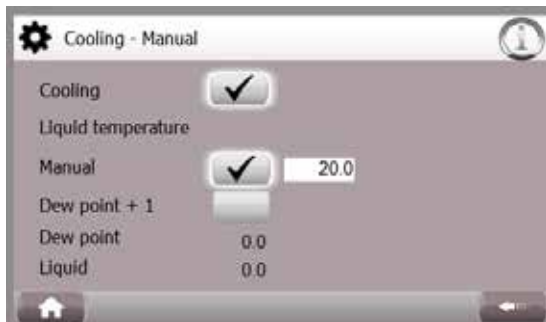 Cooling - Manual
Cooling
Liquid temperature
Manual 20.0
Dew point + 1
Dew point 0.0
Liquid 0.0